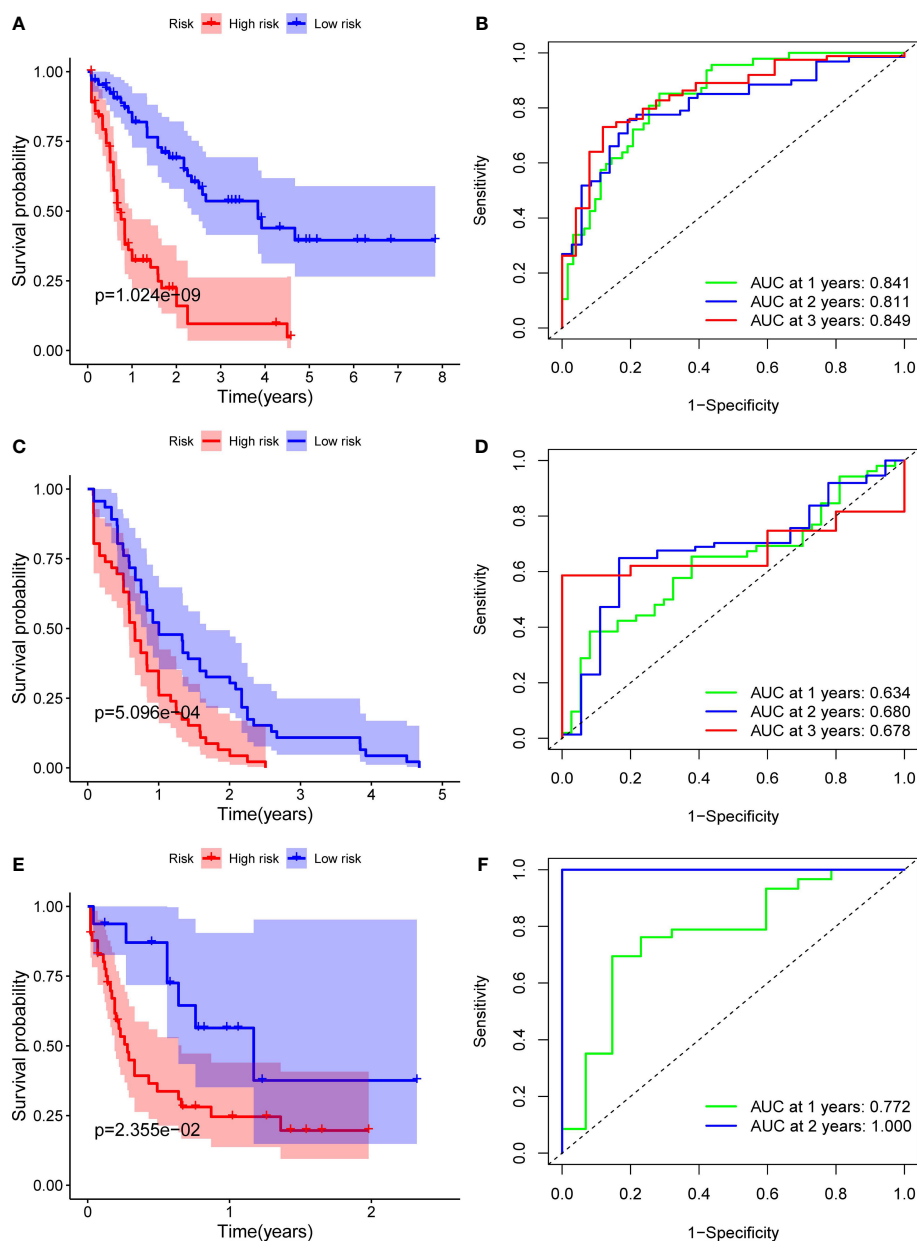 A
Risk High risk Low risk
Survival probability
1.00
0.75
0.50
0.25
0.00
p=1.024e−09
0 1 2 3 4 5 6 7 8
Time(years)
B
Sensitivity
1.0
0.8
0.6
0.4
0.2
0.0
AUC at 1 years: 0.841
AUC at 2 years: 0.811
AUC at 3 years: 0.849
0.0 0.2 0.4 0.6 0.8 1.0
1−Specificity
C
Risk High risk Low risk
Survival probability
1.00
0.75
0.50
0.25
0.00
p=5.096e−04
0 1 2 3 4 5
Time(years)
D
Sensitivity
1.0
0.8
0.6
0.4
0.2
0.0
AUC at 1 years: 0.634
AUC at 2 years: 0.680
AUC at 3 years: 0.678
0.0 0.2 0.4 0.6 0.8 1.0
1−Specificity
E
Risk High risk Low risk
Survival probability
1.00
0.75
0.50
0.25
0.00
p=2.355e−02
0 1 2
Time(years)
F
Sensitivity
1.0
0.8
0.6
0.4
0.2
0.0
AUC at 1 years: 0.772
AUC at 2 years: 1.000
0.0 0.2 0.4 0.6 0.8 1.0
1−Specificity